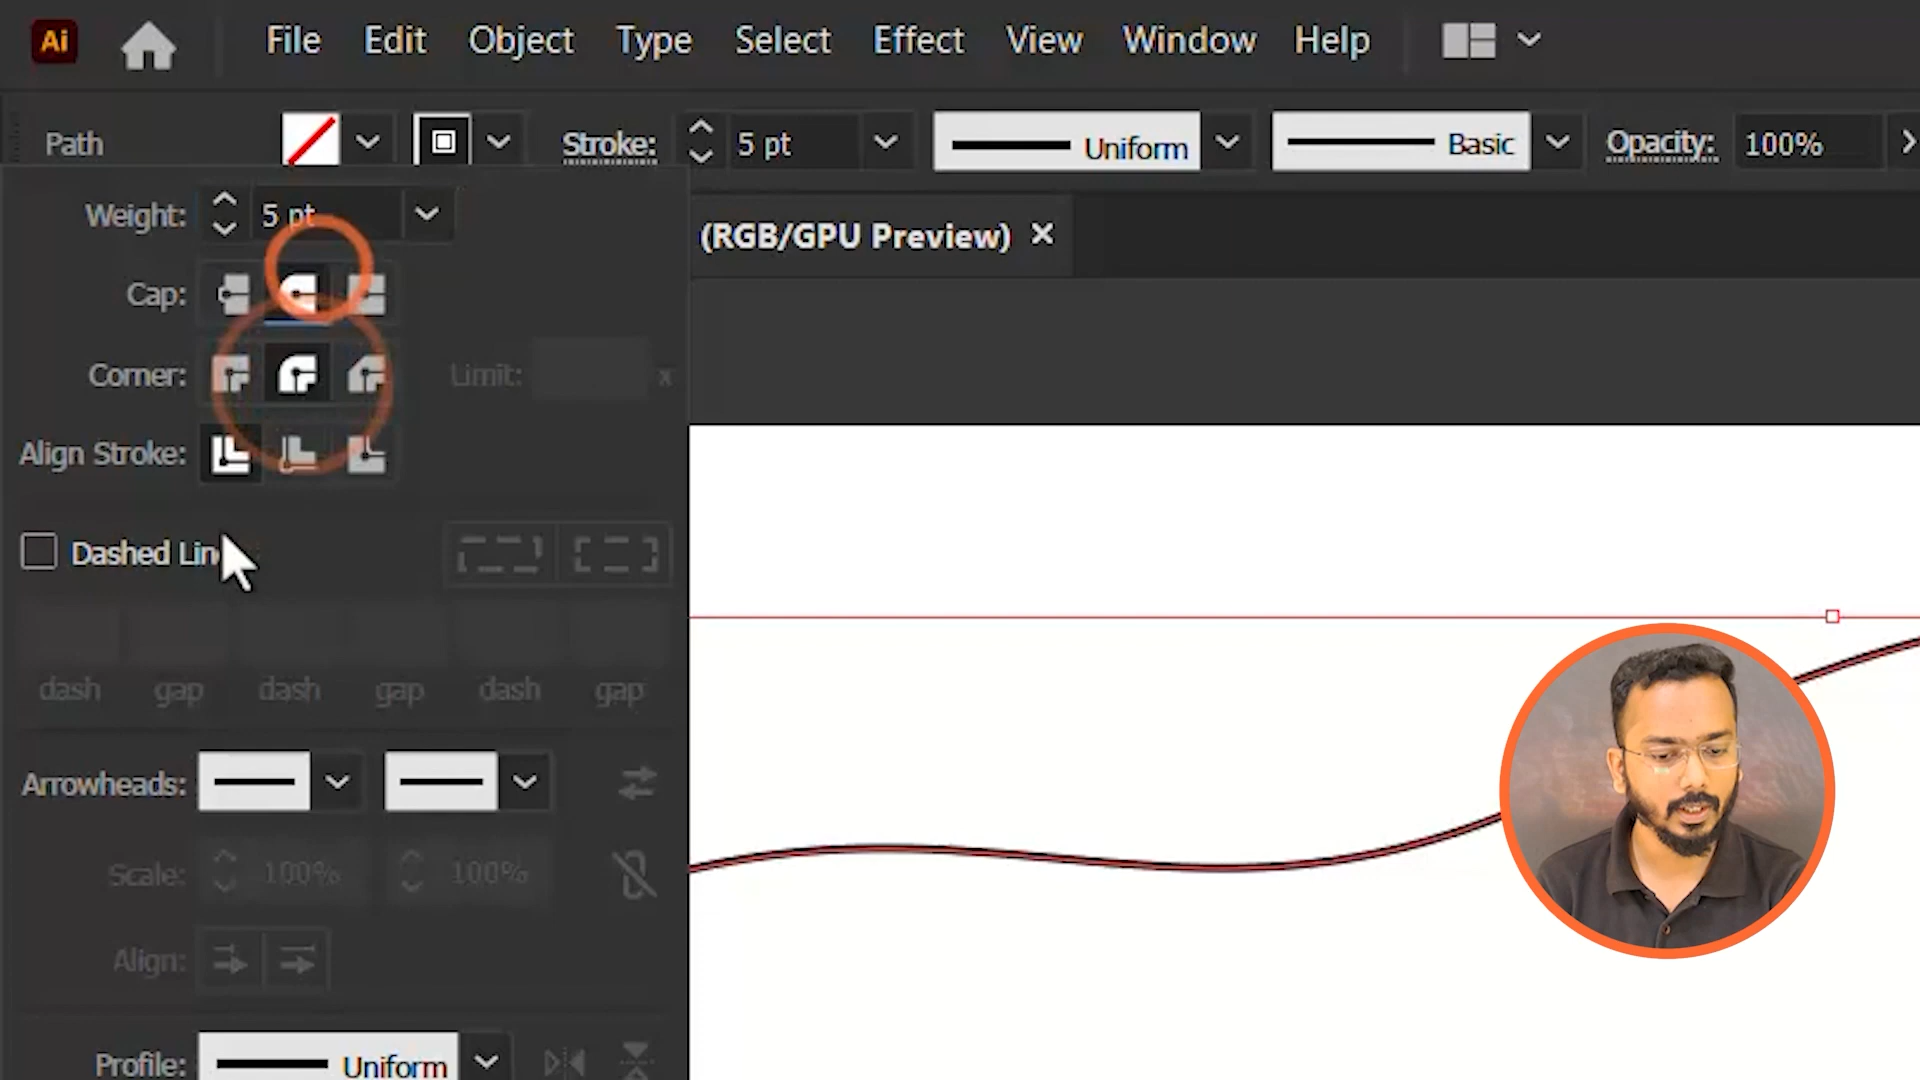 Ai File Edit Object Type Select Effect View Window Help
Path Stroke: 5 pt Uniform Basic Opacity: 100%
Weight: 5 pt
(RGB/GPU Preview) ×
Cap:
Corner: Limit: x
Align Stroke:
Dashed Lin
dash gap dash gap dash gap
Arrowheads:
Scale: 100% 100%
Align:
Profile: Uniform